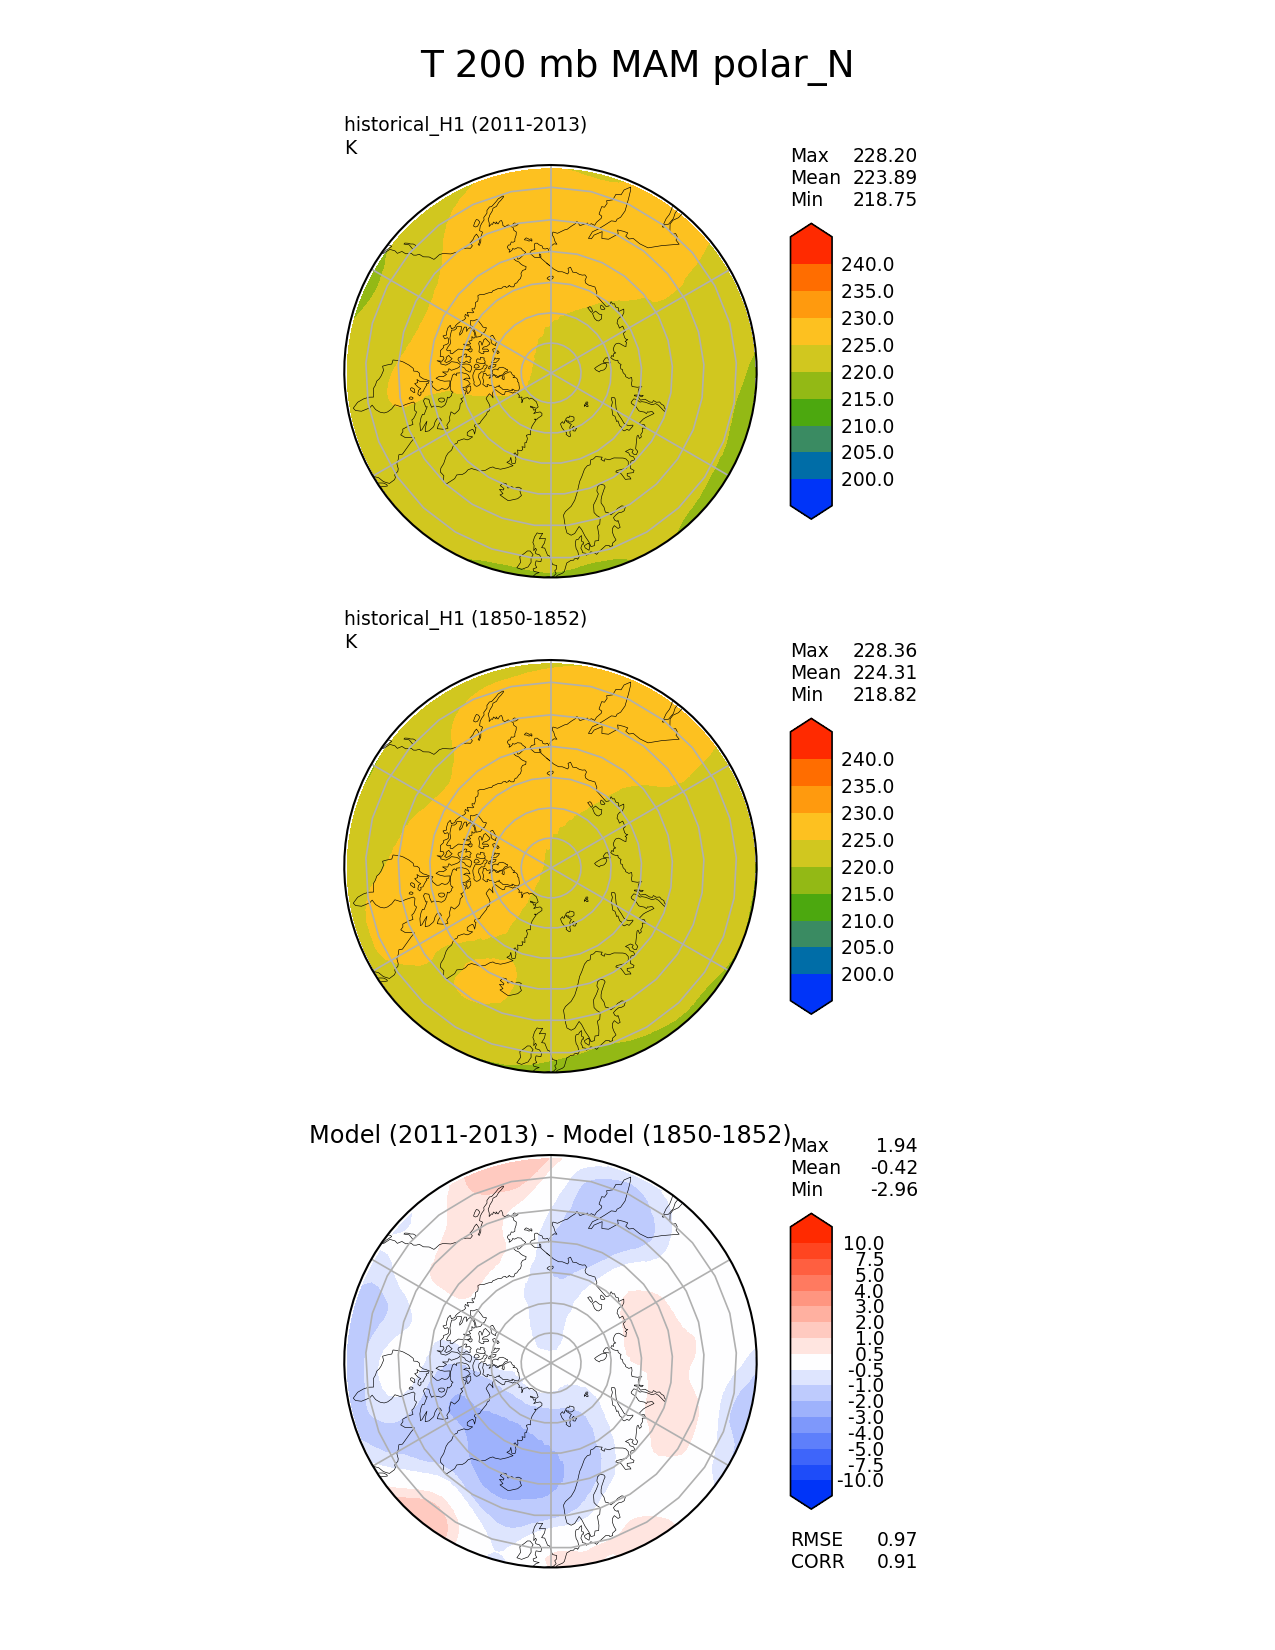 T 200 mb MAM polar_N
historical_H1 (2011-2013)
K
Max 228.20
Mean 223.89
Min 218.75
240.0
235.0
230.0
225.0
220.0
215.0
210.0
205.0
200.0
historical_H1 (1850-1852)
K
Max 228.36
Mean 224.31
Min 218.82
240.0
235.0
230.0
225.0
220.0
215.0
210.0
205.0
200.0
Model (2011-2013) - Model (1850-1852)
Max 1.94
Mean -0.42
Min -2.96
10.0
7.5
5.0
4.0
3.0
2.0
1.0
0.5
-0.5
-1.0
-2.0
-3.0
-4.0
-5.0
-7.5
-10.0
RMSE 0.97
CORR 0.91